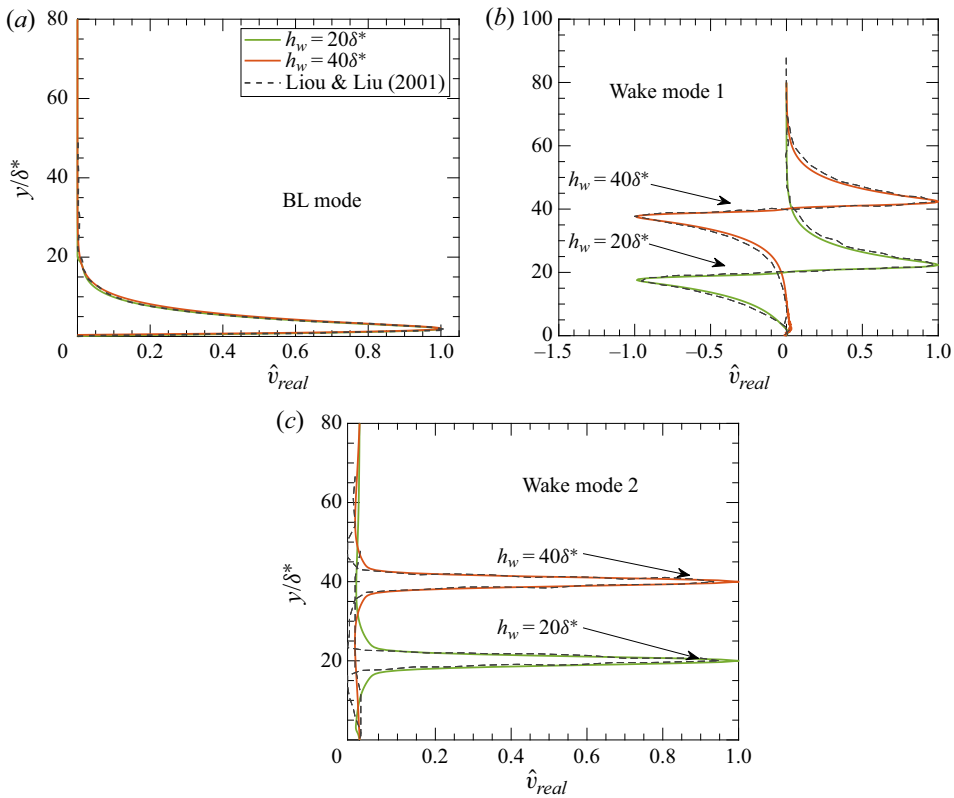 (a)
80
60
40
20
0
y/δ*
h_w = 20δ*
h_w = 40δ*
Liou & Liu (2001)
BL mode
0
0.2
0.4
0.6
0.8
1.0
v̂_real
(b)
100
80
60
40
20
0
Wake mode 1
h_w = 40δ*
h_w = 20δ*
−1.5
−1.0
−0.5
0
0.5
1.0
v̂_real
(c)
80
60
40
20
y/δ*
Wake mode 2
h_w = 40δ*
h_w = 20δ*
0
0.2
0.4
0.6
0.8
1.0
v̂_real